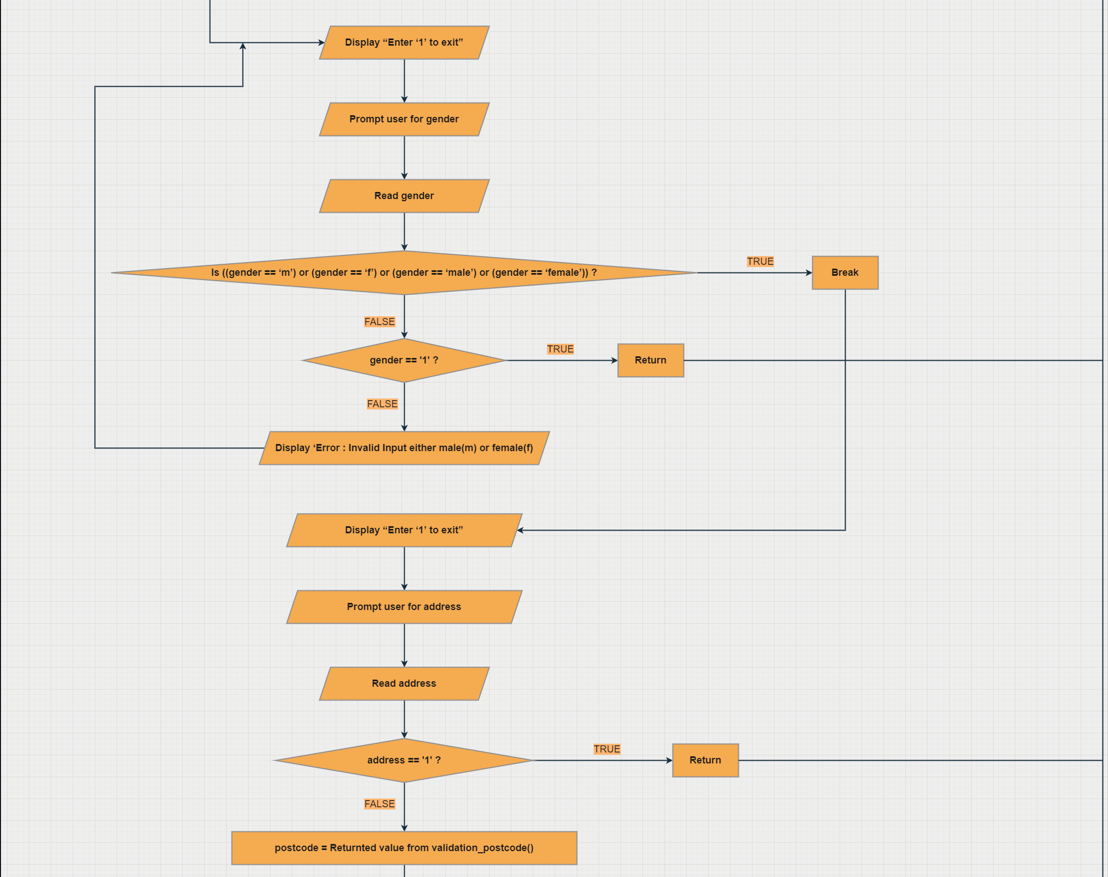 Display “Enter ‘1’ to exit”
Prompt user for gender
Read gender
Is ((gender == ‘m’) or (gender == ‘f’) or (gender == ‘male’) or (gender == ‘female’)) ?
TRUE
Break
FALSE
gender == '1' ?
TRUE
Return
FALSE
Display ‘Error : Invalid Input either male(m) or female(f)
Display “Enter ‘1’ to exit”
Prompt user for address
Read address
address == '1' ?
TRUE
Return
FALSE
postcode = Returnted value from validation_postcode()